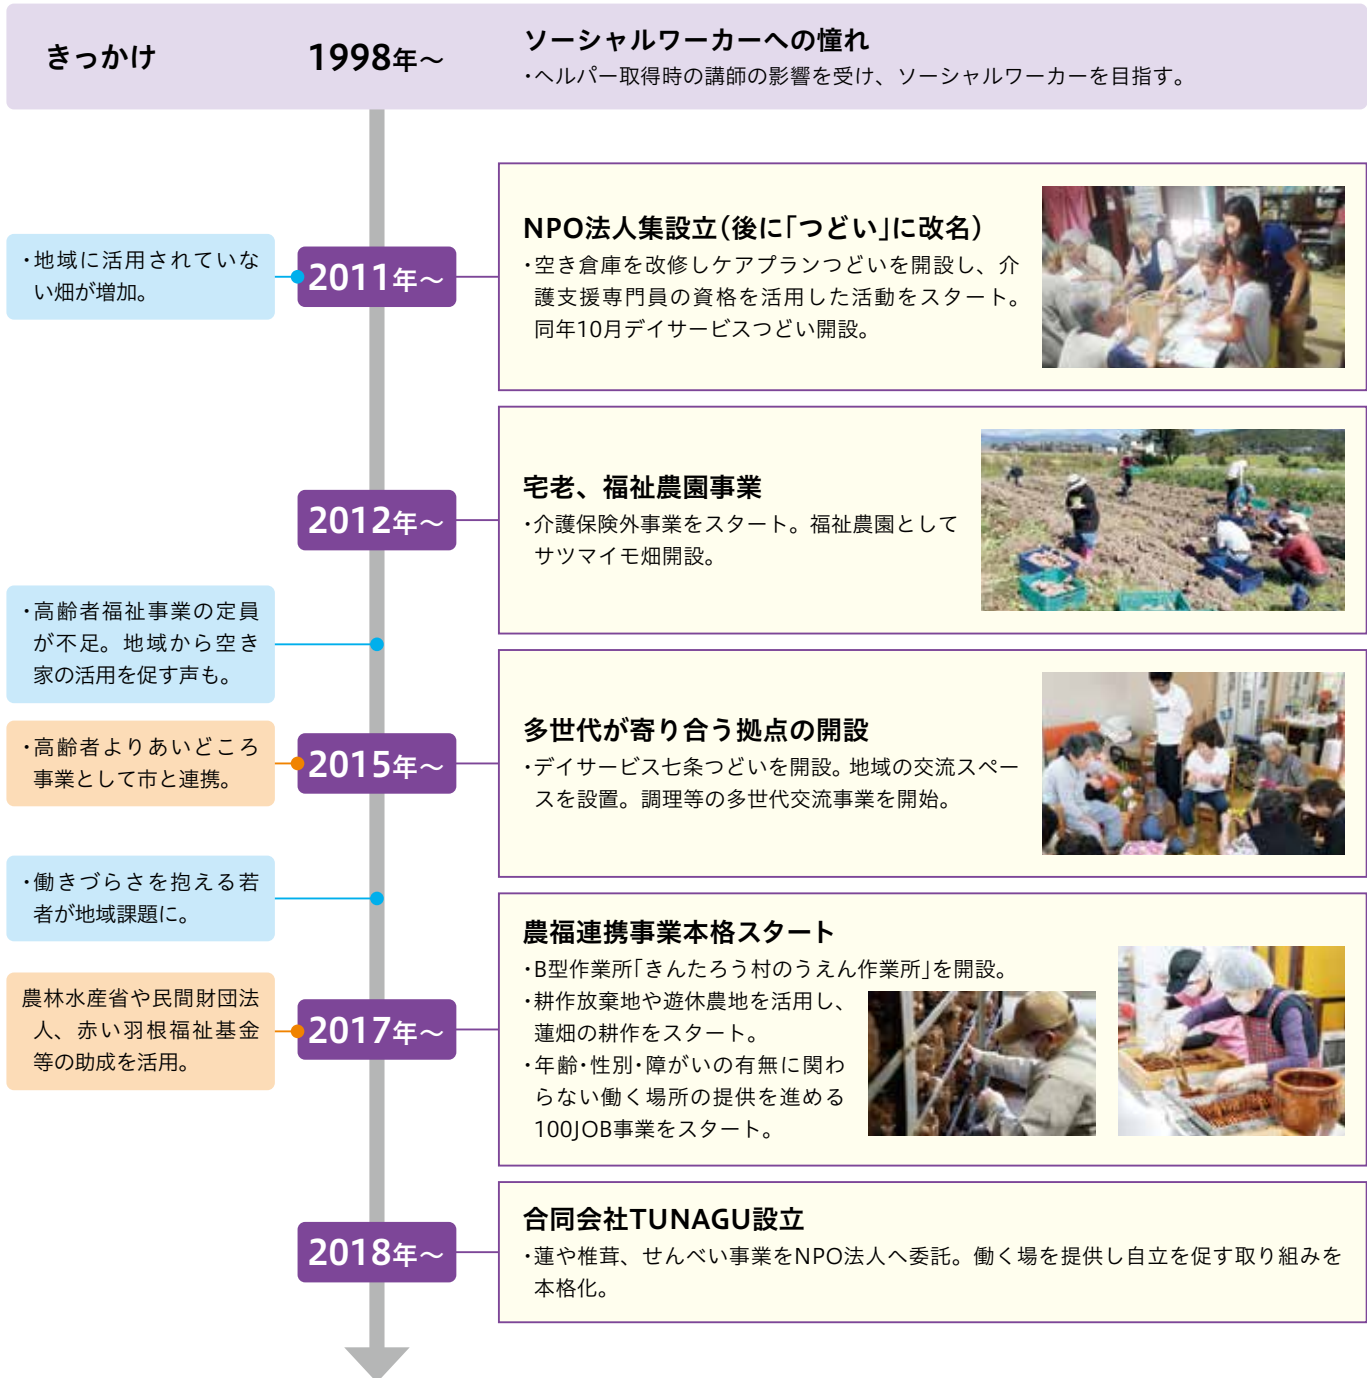 きっかけ
1998年～
ソーシャルワーカーへの憧れ
・ヘルパー取得時の講師の影響を受け、ソーシャルワーカーを目指す。
・地域に活用されていな
い畑が増加。
2011年～
NPO法人集設立（後に「つどい」に改名）
・空き倉庫を改修しケアプランつどいを開設し、介
護支援専門員の資格を活用した活動をスタート。
同年10月デイサービスつどい開設。
2012年～
宅老、福祉農園事業
・介護保険外事業をスタート。福祉農園として
サツマイモ畑開設。
・高齢者福祉事業の定員
が不足。地域から空き
家の活用を促す声も。
・高齢者よりあいどころ
事業として市と連携。
2015年～
多世代が寄り合う拠点の開設
・デイサービス七条つどいを開設。地域の交流スペー
スを設置。調理等の多世代交流事業を開始。
・働きづらさを抱える若
者が地域課題に。
農林水産省や民間財団法
人、赤い羽根福祉基金
等の助成を活用。
2017年～
農福連携事業本格スタート
・B型作業所「きんたろう村のうえん作業所」を開設。
・耕作放棄地や遊休農地を活用し、
蓮畑の耕作をスタート。
・年齢・性別・障がいの有無に関わ
らない働く場所の提供を進める
100JOB事業をスタート。
2018年～
合同会社TUNAGU設立
・蓮や椎茸、せんべい事業をNPO法人へ委託。働く場を提供し自立を促す取り組みを
本格化。